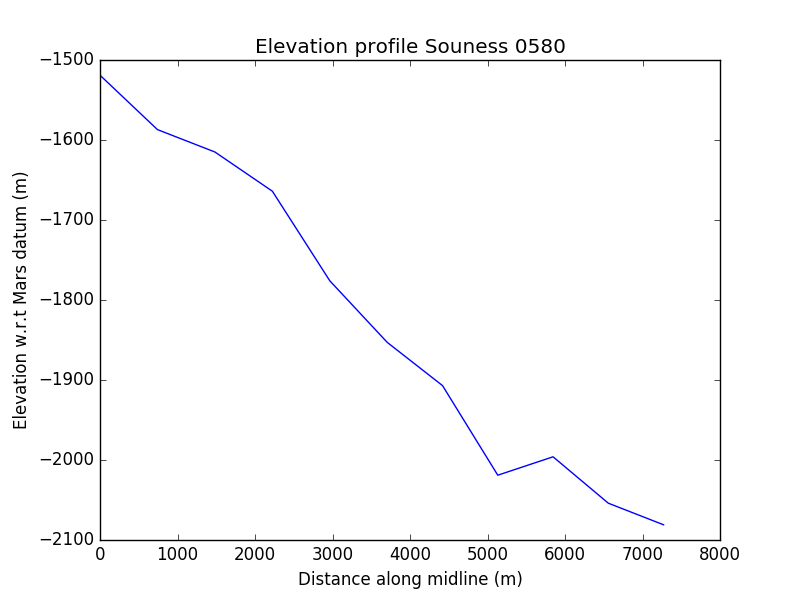 Elevation profile Souness 0580
Elevation w.r.t Mars datum (m)
−1500
−1600
−1700
−1800
−1900
−2000
−2100
0 1000 2000 3000 4000 5000 6000 7000 8000
Distance along midline (m)